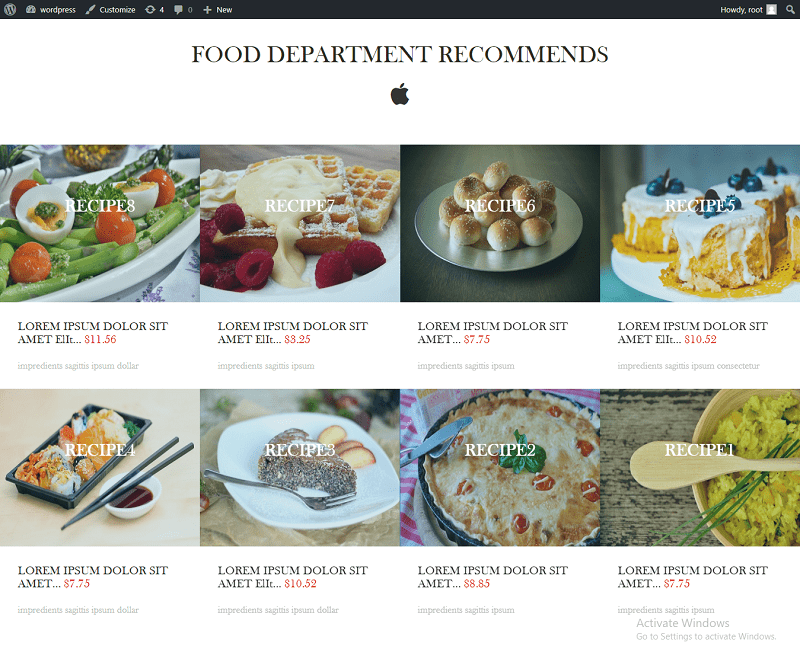 wordpress Customize 4 0 New Howdy, root
FOOD DEPARTMENT RECOMMENDS
RECIPE8 RECIPE7 RECIPE6 RECIPE5
LOREM IPSUM DOLOR SIT
AMET ElIt... $11.56
impredients sagittis ipsum dollar
LOREM IPSUM DOLOR SIT
AMET ElIt... $3.25
impredients sagittis ipsum
LOREM IPSUM DOLOR SIT
AMET... $7.75
impredients sagittis ipsum
LOREM IPSUM DOLOR SIT
AMET ElIt... $10.52
impredients sagittis ipsum consectetur
RECIPE4 RECIPE3 RECIPE2 RECIPE1
LOREM IPSUM DOLOR SIT
AMET... $7.75
impredients sagittis ipsum dollar
LOREM IPSUM DOLOR SIT
AMET ElIt... $10.52
impredients sagittis ipsum dollar
LOREM IPSUM DOLOR SIT
AMET... $8.85
impredients sagittis ipsum
LOREM IPSUM DOLOR SIT
AMET... $7.75
impredients sagittis ipsum
Activate Windows
Go to Settings to activate Windows.